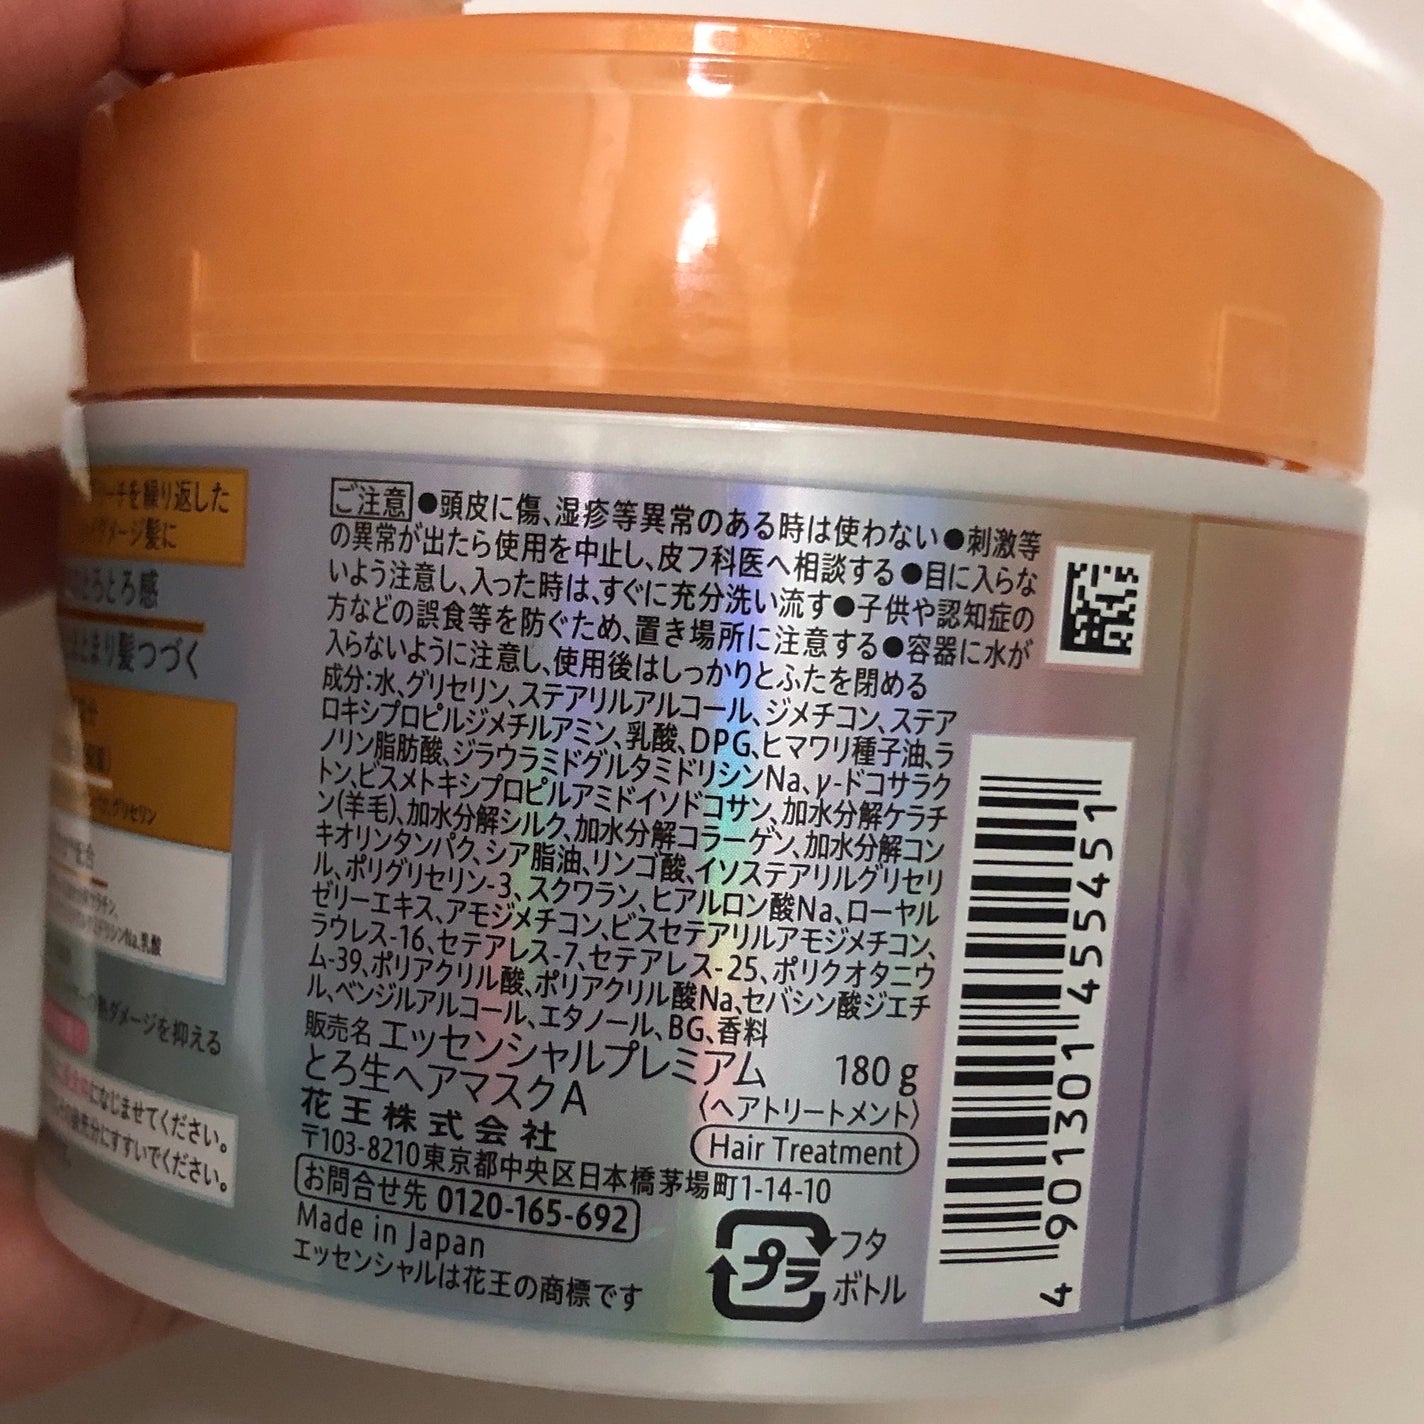 ーチを繰り返した
ダメージ髪に
とろとろ感
まとまり髪つづく
グリセリン
配合
リシンNa、乳酸
の熱ダメージを抑える
になじませてください。
分にすすいでください。
ご注意 ●頭皮に傷、湿疹等異常のある時は使わない●刺激等
の異常が出たら使用を中止し、皮フ科医へ相談する●目に入らな
いよう注意し、入った時は、すぐに充分洗い流す●子供や認知症の
方などの誤食等を防ぐため、置き場所に注意する●容器に水が
入らないように注意し、使用後はしっかりとふたを閉める
成分：水、グリセリン、ステアリルアルコール、ジメチコン、ステア
ロキシプロピルジメチルアミン、乳酸、DPG、ヒマワリ種子油、ラ
ノリン脂肪酸、ジラウラミドグルタミドリシンNa、γ-ドコサラク
トン、ビスメトキシプロピルアミドイソドコサン、加水分解ケラチ
ン(羊毛)、加水分解シルク、加水分解コラーゲン、加水分解コン
キオリンタンパク、シア脂油、リンゴ酸、イソステアリルグリセリ
ル、ポリグリセリン-3、スクワラン、ヒアルロン酸Na、ローヤル
ゼリーエキス、アモジメチコン、ビスセテアリルアモジメチコン、
ラウレス-16、セテアレス-7、セテアレス-25、ポリクオタニウ
ム-39、ポリアクリル酸、ポリアクリル酸Na、セバシン酸ジエチ
ル、ベンジルアルコール、エタノール、BG、香料
販売名 エッセンシャルプレミアム 180g
とろ生ヘアマスクA 〈ヘアトリートメント〉
花王株式会社 Hair Treatment
〒103-8210東京都中央区日本橋茅場町1-14-10
お問合せ先 0120-165-692
Made in Japan
エッセンシャルは花王の商標です
プラ フタ
ボトル
4 901301 455451